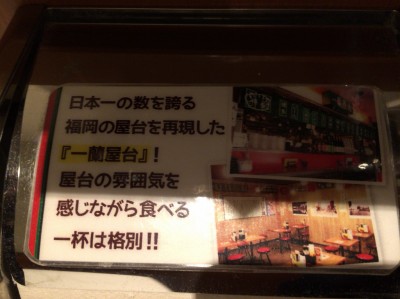 日本一の数を誇る
福岡の屋台を再現した
『一蘭屋台』!
屋台の雰囲気を
感じながら食べる
一杯は格別!!